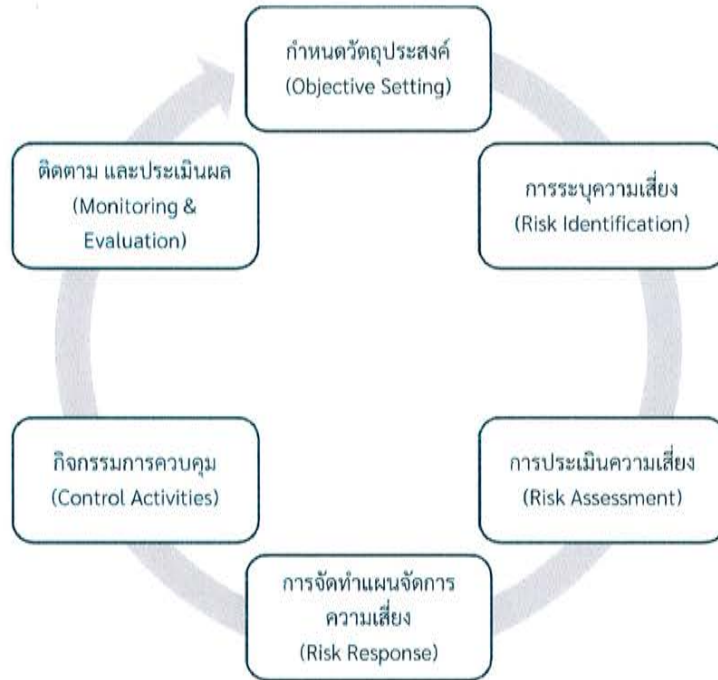 กำหนดวัตถุประสงค์
(Objective Setting)
การระบุความเสี่ยง
(Risk Identification)
การประเมินความเสี่ยง
(Risk Assessment)
การจัดทำแผนจัดการ
ความเสี่ยง
(Risk Response)
กิจกรรมการควบคุม
(Control Activities)
ติดตาม และประเมินผล
(Monitoring &
Evaluation)